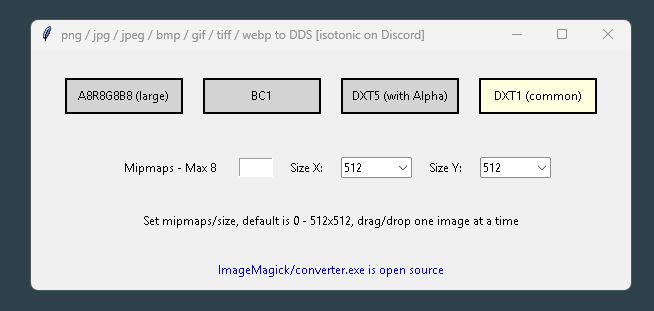 png / jpg / jpeg / bmp / gif / tiff / webp to DDS [isotonic on Discord]
A8R8G8B8 (large) BC1 DXT5 (with Alpha) DXT1 (common)
Mipmaps - Max 8 Size X: 512 Size Y: 512
Set mipmaps/size, default is 0 - 512x512, drag/drop one image at a time
ImageMagick/converter.exe is open source